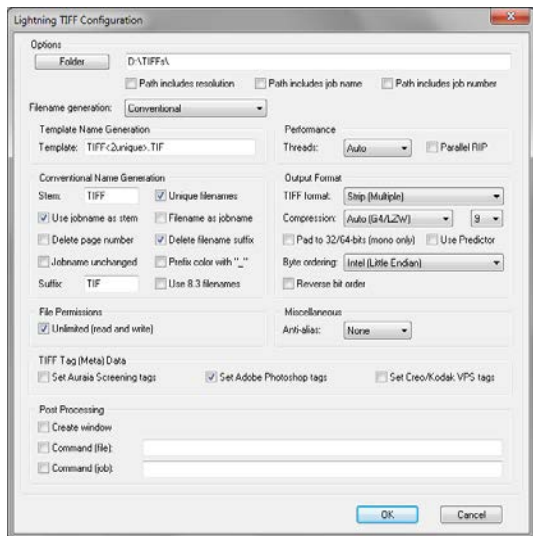 Lightning TIFF Configuration
Options
Folder D:\TIFFs\
Path includes resolution Path includes job name Path includes job number
Filename generation: Conventional
Template Name Generation
Template: TIFF<2unique>.TIF
Performance
Threads: Auto Parallel RIP
Conventional Name Generation
Stem: TIFF Unique filenames
Use jobname as stem Filename as jobname
Delete page number Delete filename suffix
Jobname unchanged Prefix color with "_"
Suffix: TIF Use 8.3 filenames
Output Format
TIFF format: Strip (Multiple)
Compression: Auto (G4/LZW) 9
Pad to 32/64-bits (mono only) Use Predictor
Byte ordering: Intel (Little Endian)
Reverse bit order
File Permissions
Unlimited (read and write)
Miscellaneous
Anti-alias: None
TIFF Tag (Meta) Data
Set Auraia Screening tags Set Adobe Photoshop tags Set Creo/Kodak VPS tags
Post Processing
Create window
Command (file):
Command (job):
OK Cancel